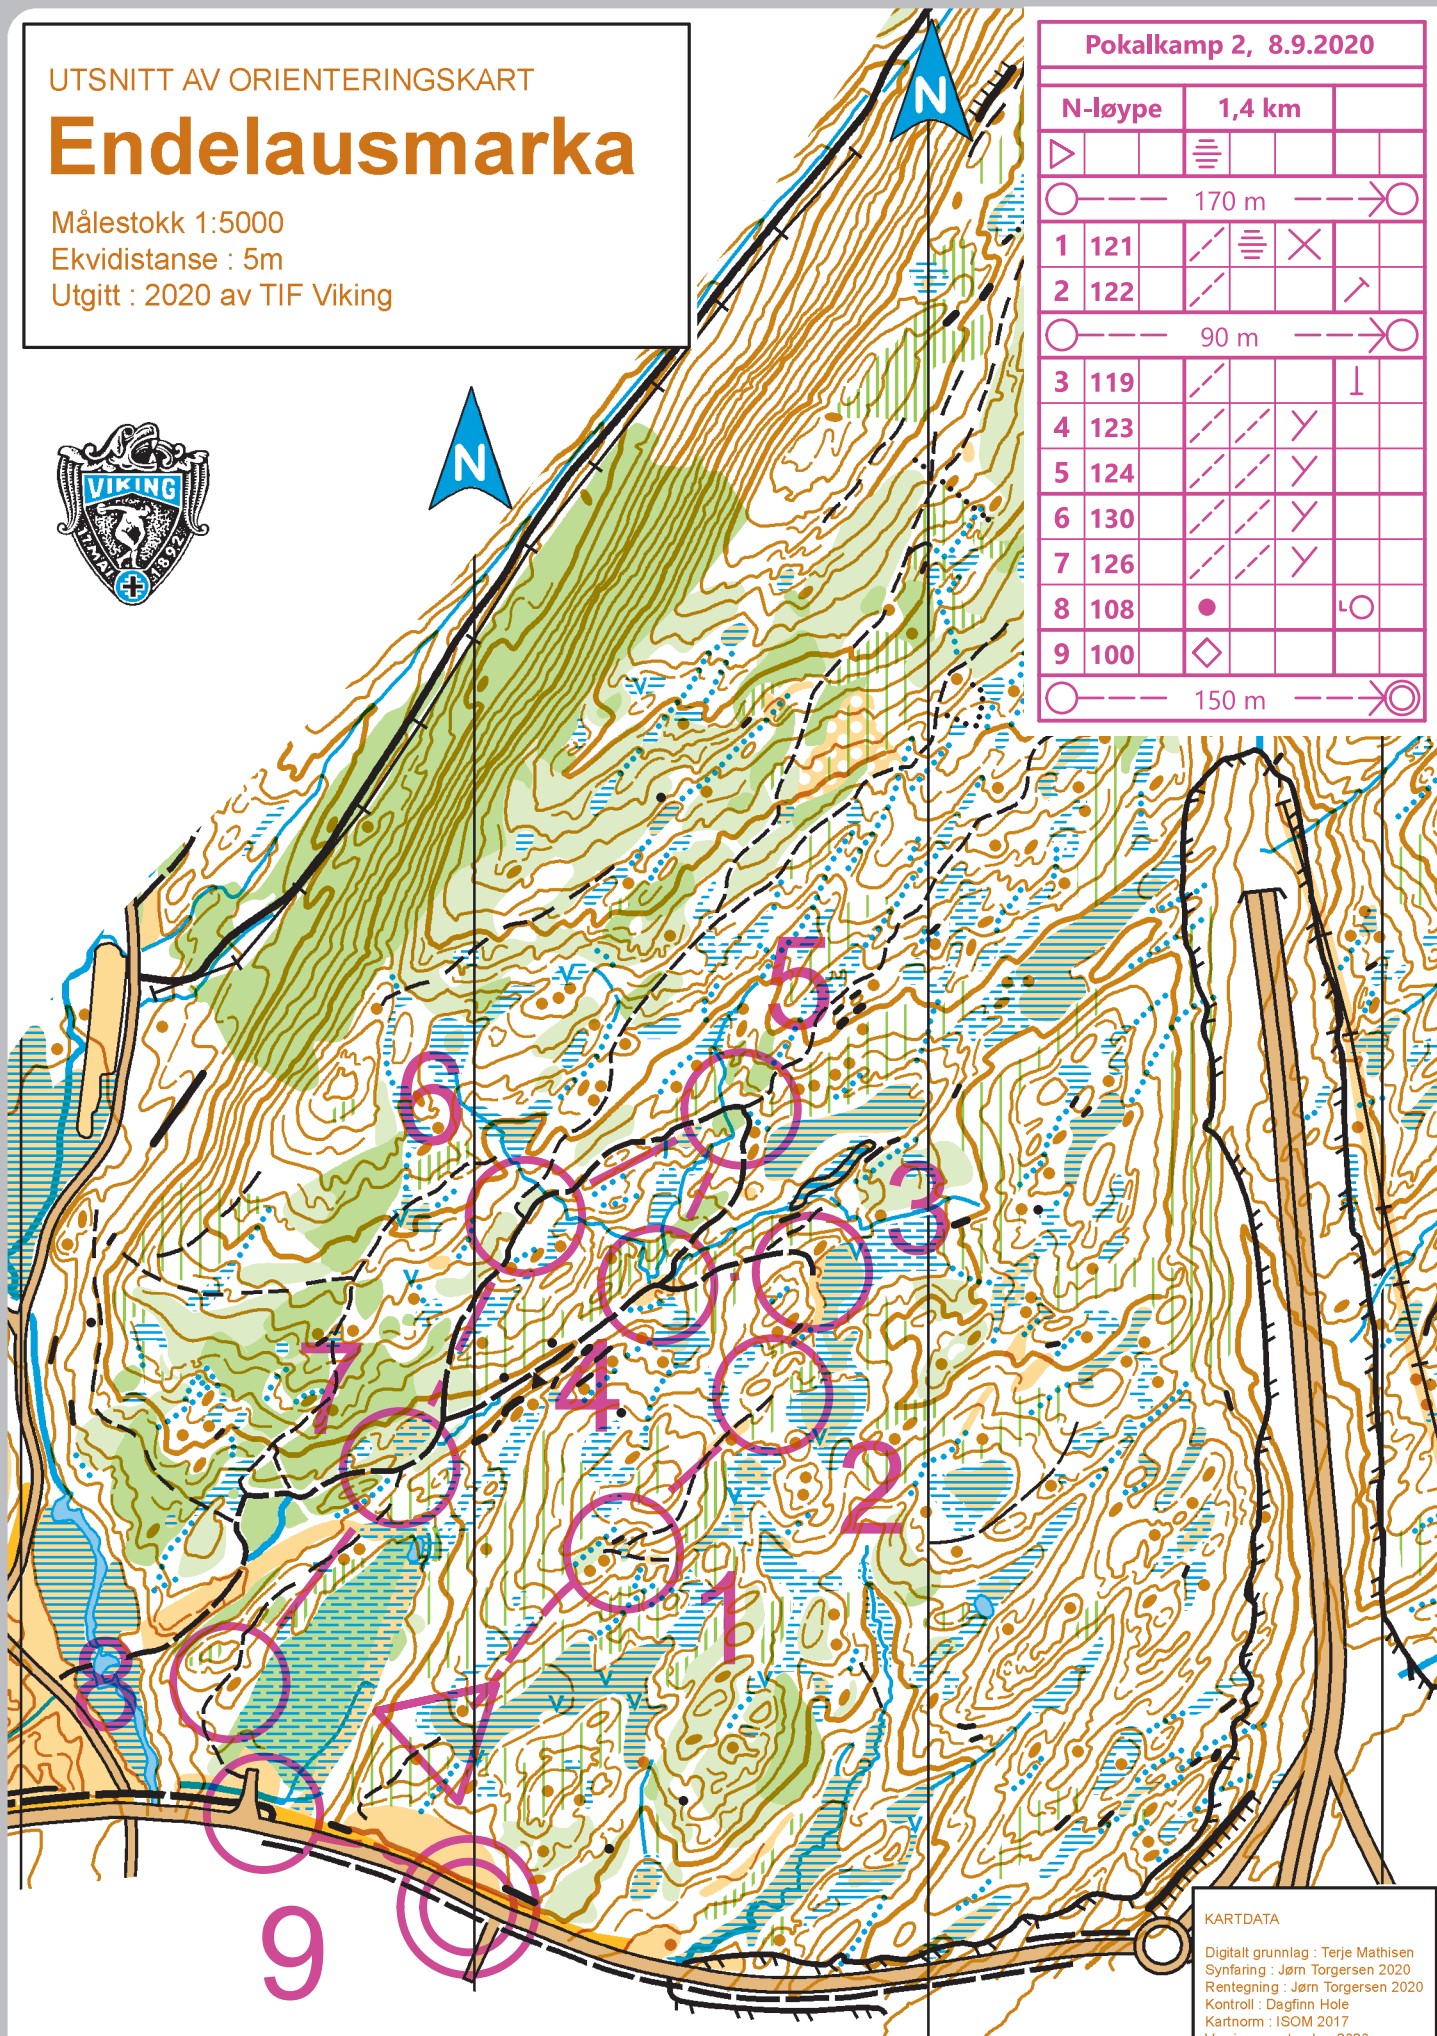 UTSNITT AV ORIENTERINGSKART
Endelausmarka
Målestokk 1:5000
Ekvidistanse : 5m
Utgitt : 2020 av TIF Viking
N
N
VIKING
17. MAI 1892
Pokalkamp 2, 8.9.2020
N-løype 1,4 km
170 m
1 121
2 122
90 m
3 119
4 123
5 124
6 130
7 126
8 108
9 100
150 m
5
6
3
7
4
2
1
8
9
KARTDATA
Digitalt grunnlag : Terje Mathisen
Synfaring : Jørn Torgersen 2020
Rentegning : Jørn Torgersen 2020
Kontroll : Dagfinn Hole
Kartnorm : ISOM 2017